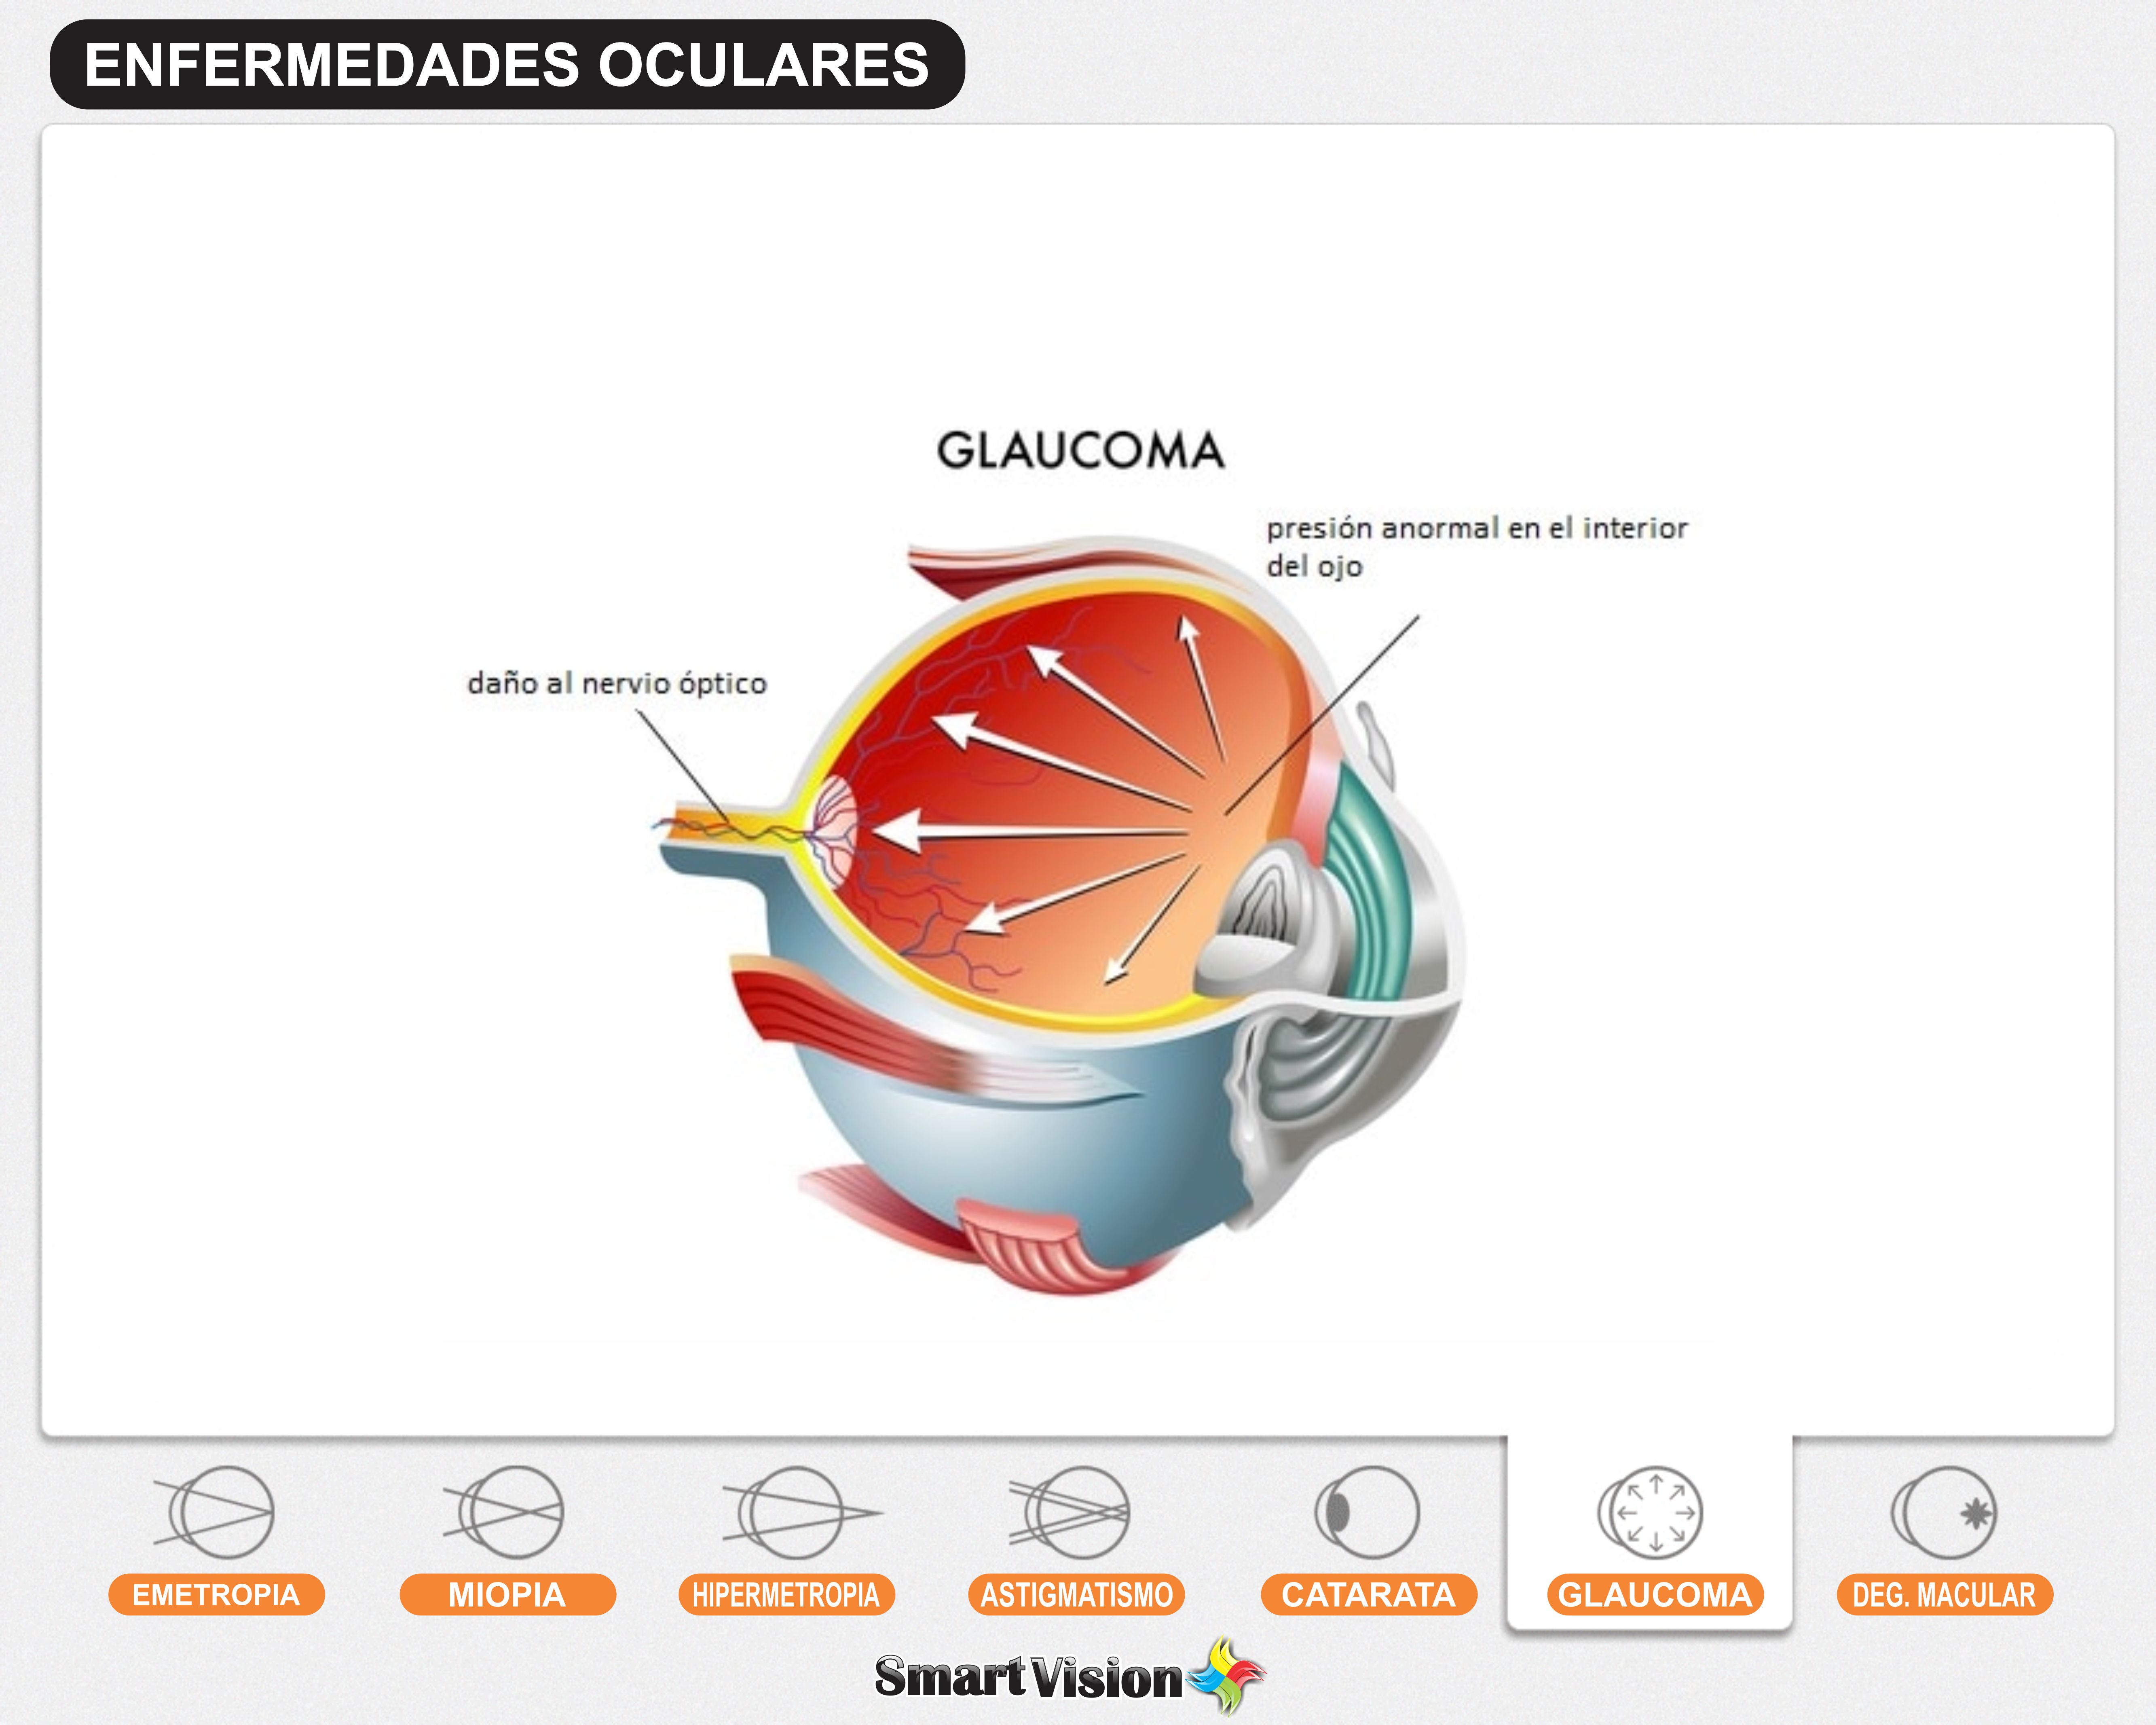 ENFERMEDADES OCULARES
GLAUCOMA
presión anormal en el interior
del ojo
daño al nervio óptico
EMETROPIA
MIOPIA
HIPERMETROPIA
ASTIGMATISMO
CATARATA
GLAUCOMA
DEG. MACULAR
Smart Vision